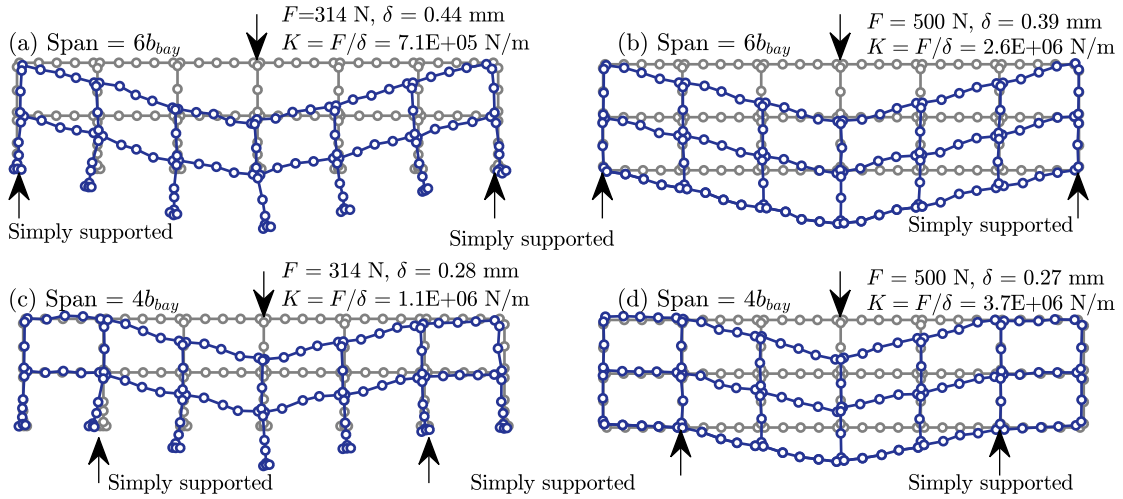 F=314 N, δ = 0.44 mm
(a) Span = 6b_bay
K = F/δ = 7.1E+05 N/m
Simply supported
Simply supported
F = 500 N, δ = 0.39 mm
(b) Span = 6b_bay
K = F/δ = 2.6E+06 N/m
Simply supported
F = 314 N, δ = 0.28 mm
(c) Span = 4b_bay
K = F/δ = 1.1E+06 N/m
Simply supported
Simply supported
F = 500 N, δ = 0.27 mm
(d) Span = 4b_bay
K = F/δ = 3.7E+06 N/m
Simply supported